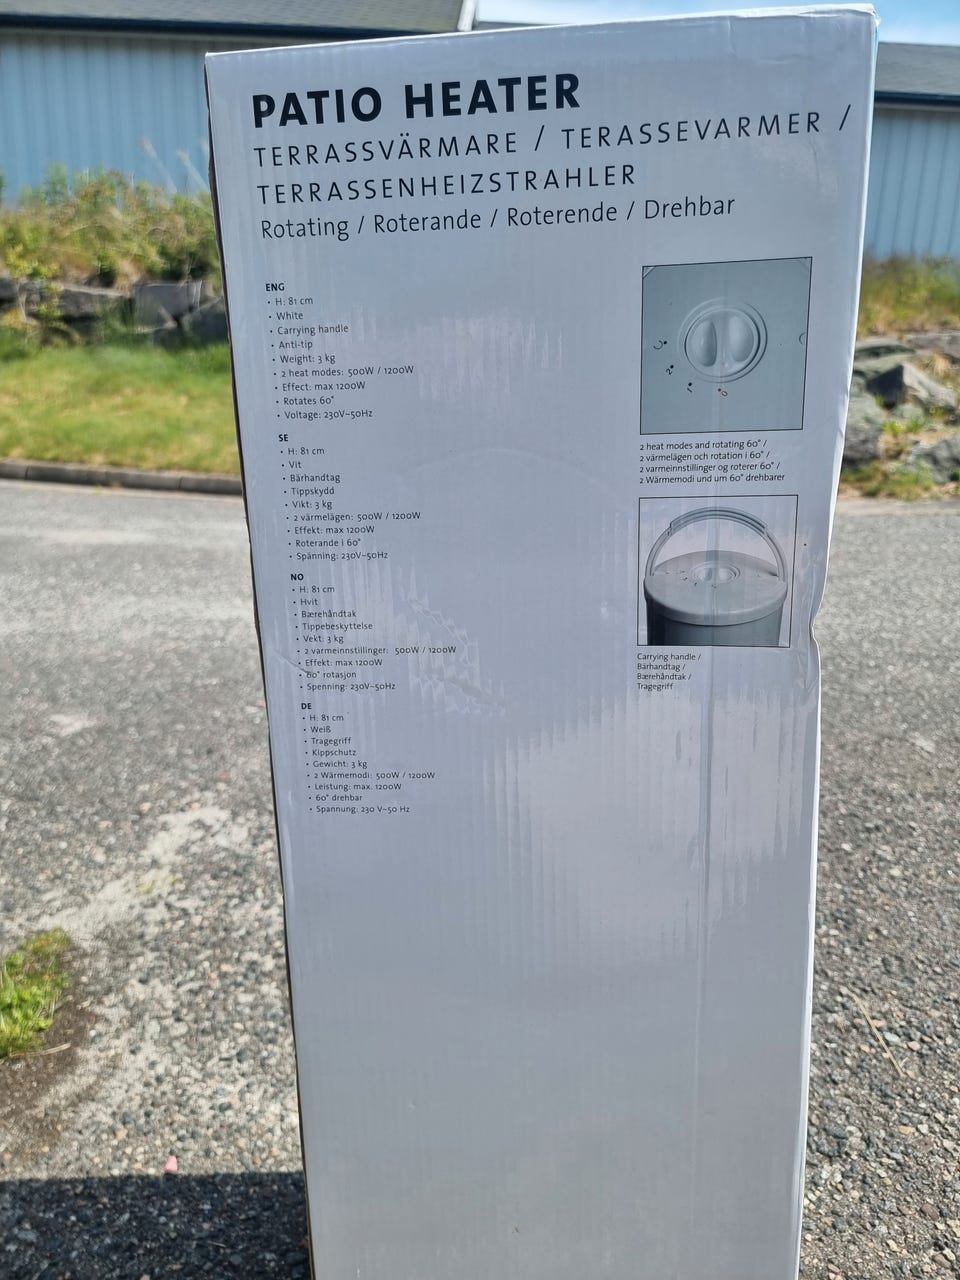 PATIO HEATER
TERRASSVÄRMARE / TERASSEVARMER /
TERRASSENHEIZSTRAHLER
Rotating / Roterande / Roterende / Drehbar
ENG
• H: 81 cm
• White
• Carrying handle
• Anti-tip
• Weight: 3 kg
• 2 heat modes: 500W / 1200W
• Effect: max 1200W
• Rotates 60°
• Voltage: 230V~50Hz
SE
• H: 81 cm
• Vit
• Bärhandtag
• Tippskydd
• Vikt: 3 kg
• 2 värmelägen: 500W / 1200W
• Effekt: max 1200W
• Roterande i 60°
• Spänning: 230V~50Hz
NO
• H: 81 cm
• Hvit
• Bærehåndtak
• Tippebeskyttelse
• Vekt: 3 kg
• 2 varmeinnstillinger: 500W / 1200W
• Effekt: max 1200W
• 60° rotasjon
• Spenning: 230V~50Hz
DE
• H: 81 cm
• Weiß
• Tragegriff
• Kippschutz
• Gewicht: 3 kg
• 2 Wärmemodi: 500W / 1200W
• Leistung: max. 1200W
• 60° drehbar
• Spannung: 230 V~50 Hz
2
1
0
2 heat modes and rotating 60° /
2 värmelägen och rotation i 60° /
2 varmeinnstillinger og roterer 60° /
2 Wärmemodi und um 60° drehbarer
Carrying handle /
Bärhandtag /
Bærehåndtak /
Tragegriff